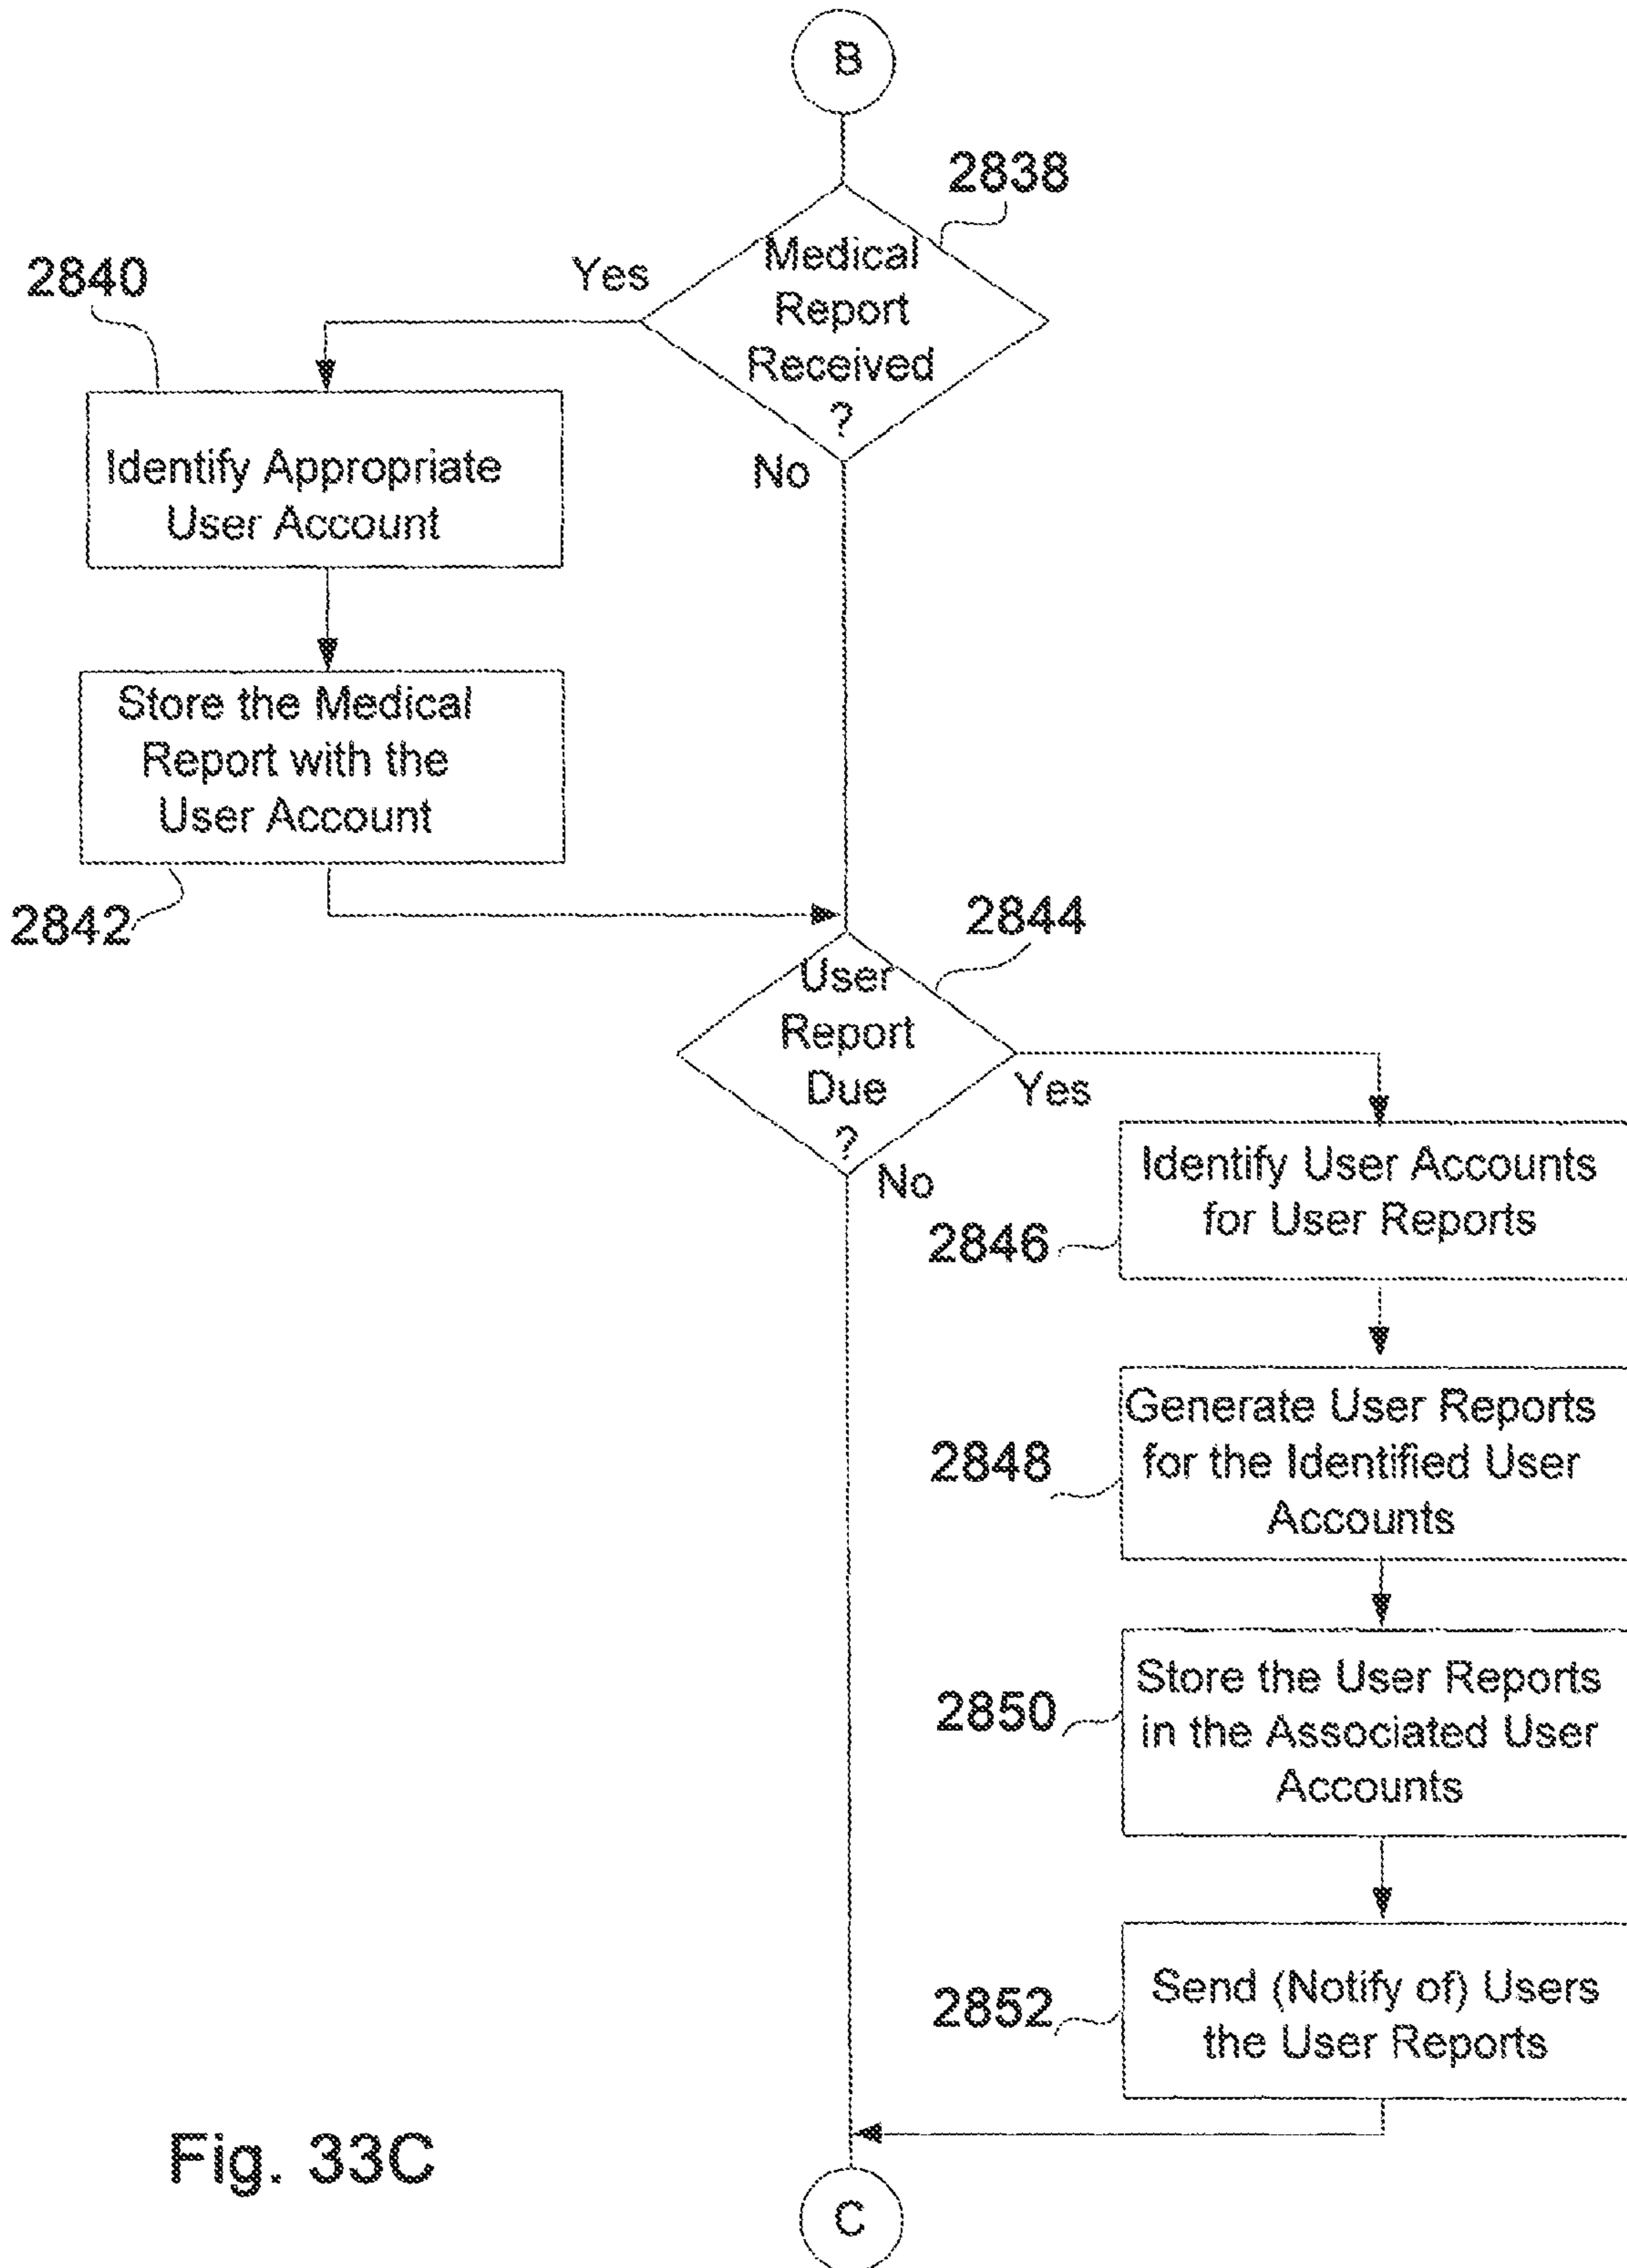 B
2838
Medical
Report
Received
?
Yes
No
2840
Identify Appropriate
User Account
Store the Medical
Report with the
User Account
2842
2844
User
Report
Due
?
Yes
No
Identify User Accounts
for User Reports
2846
Generate User Reports
for the Identified User
Accounts
2848
Store the User Reports
in the Associated User
Accounts
2850
Send (Notify of) Users
the User Reports
2852
Fig. 33C
C